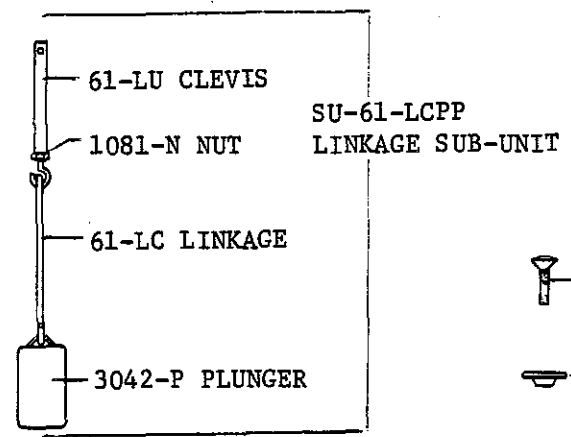 61-LU CLEVIS
SU-61-LCPP
1081-N NUT
LINKAGE SUB-UNIT
61-LC LINKAGE
3042-P PLUNGER